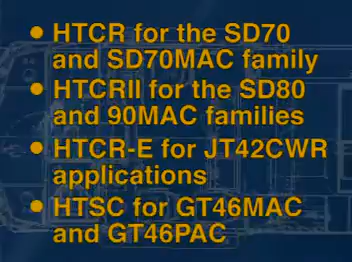 • HTCR for the SD70
and SD70MAC family
• HTCRII for the SD80
and 90MAC families
• HTCR-E for JT42CWR
applications
• HTSC for GT46MAC
and GT46PAC